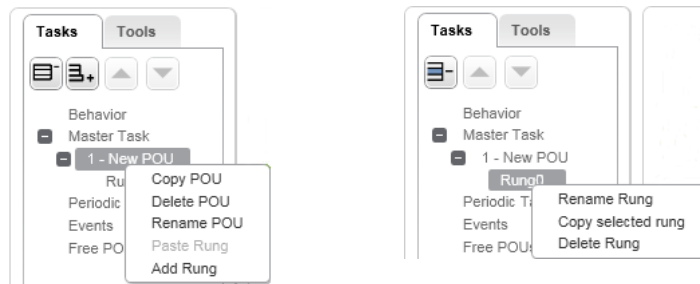 Tasks Tools
Behavior
Master Task
1 - New POU
Ru
Periodic
Events
Free PO
Copy POU
Delete POU
Rename POU
Paste Rung
Add Rung
Tasks Tools
Behavior
Master Task
1 - New POU
Rung0
Periodic Ta
Events
Free POUs
Rename Rung
Copy selected rung
Delete Rung